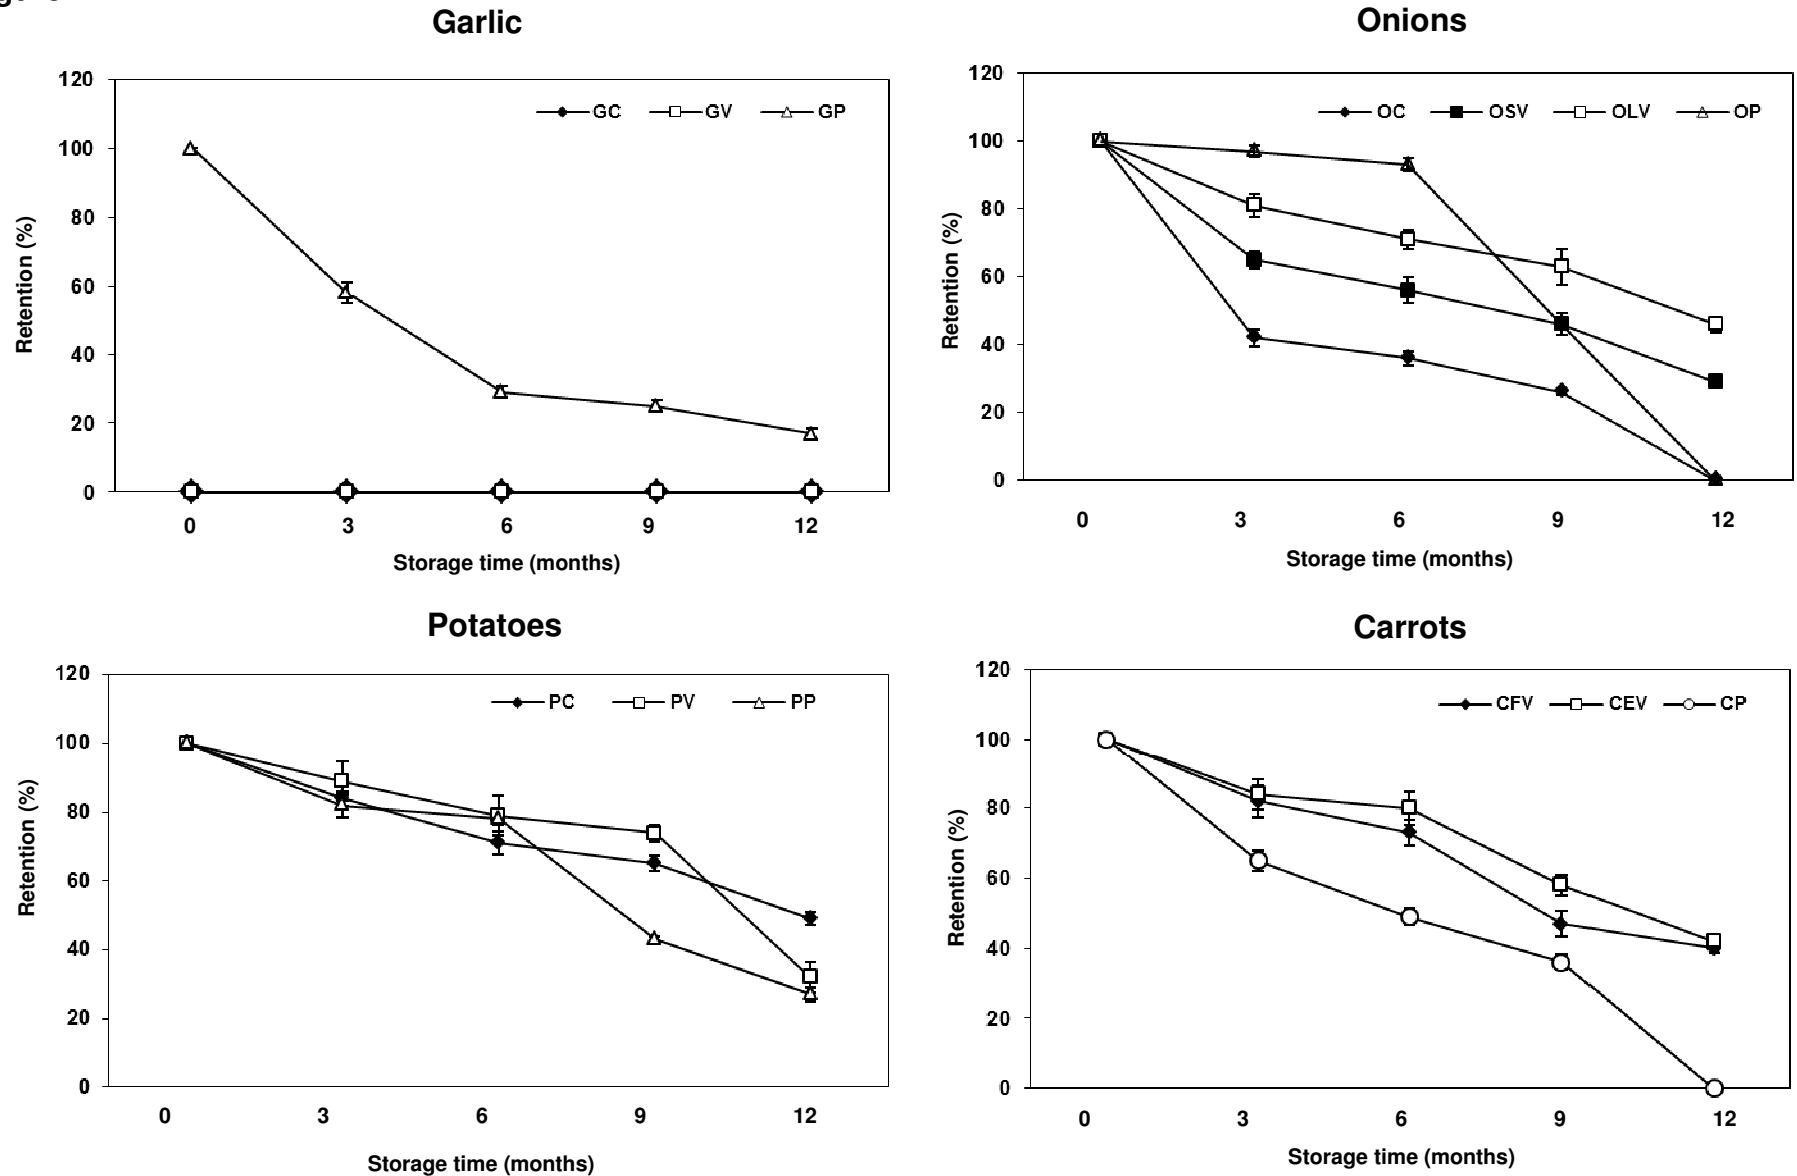 Garlic
120
100
80
60
40
20
0
Retention (%)
GC GV GP
0 3 6 9 12
Storage time (months)
Onions
120
100
80
60
40
20
0
Retention (%)
OC OSV OLV OP
0 3 6 9 12
Storage time (months)
Potatoes
120
100
80
60
40
20
0
Retention (%)
PC PV PP
0 3 6 9 12
Storage time (months)
Carrots
120
100
80
60
40
20
0
Retention (%)
CFV CEV CP
0 3 6 9 12
Storage time (months)